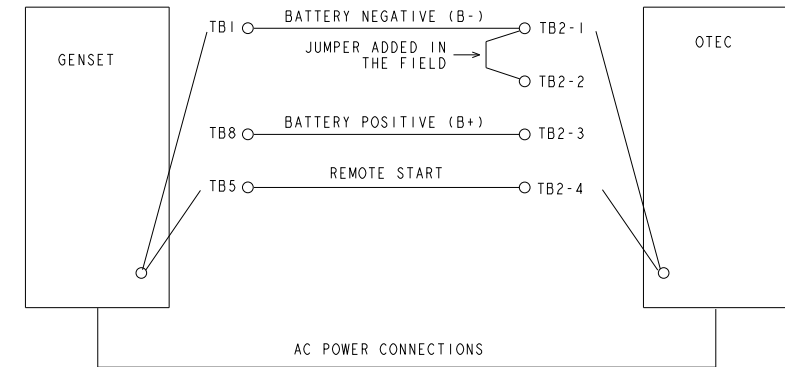 GENSET
OTEC
TB1 BATTERY NEGATIVE (B-) TB2-1
JUMPER ADDED IN
THE FIELD
TB2-2
TB8 BATTERY POSITIVE (B+) TB2-3
TB5 REMOTE START TB2-4
AC POWER CONNECTIONS